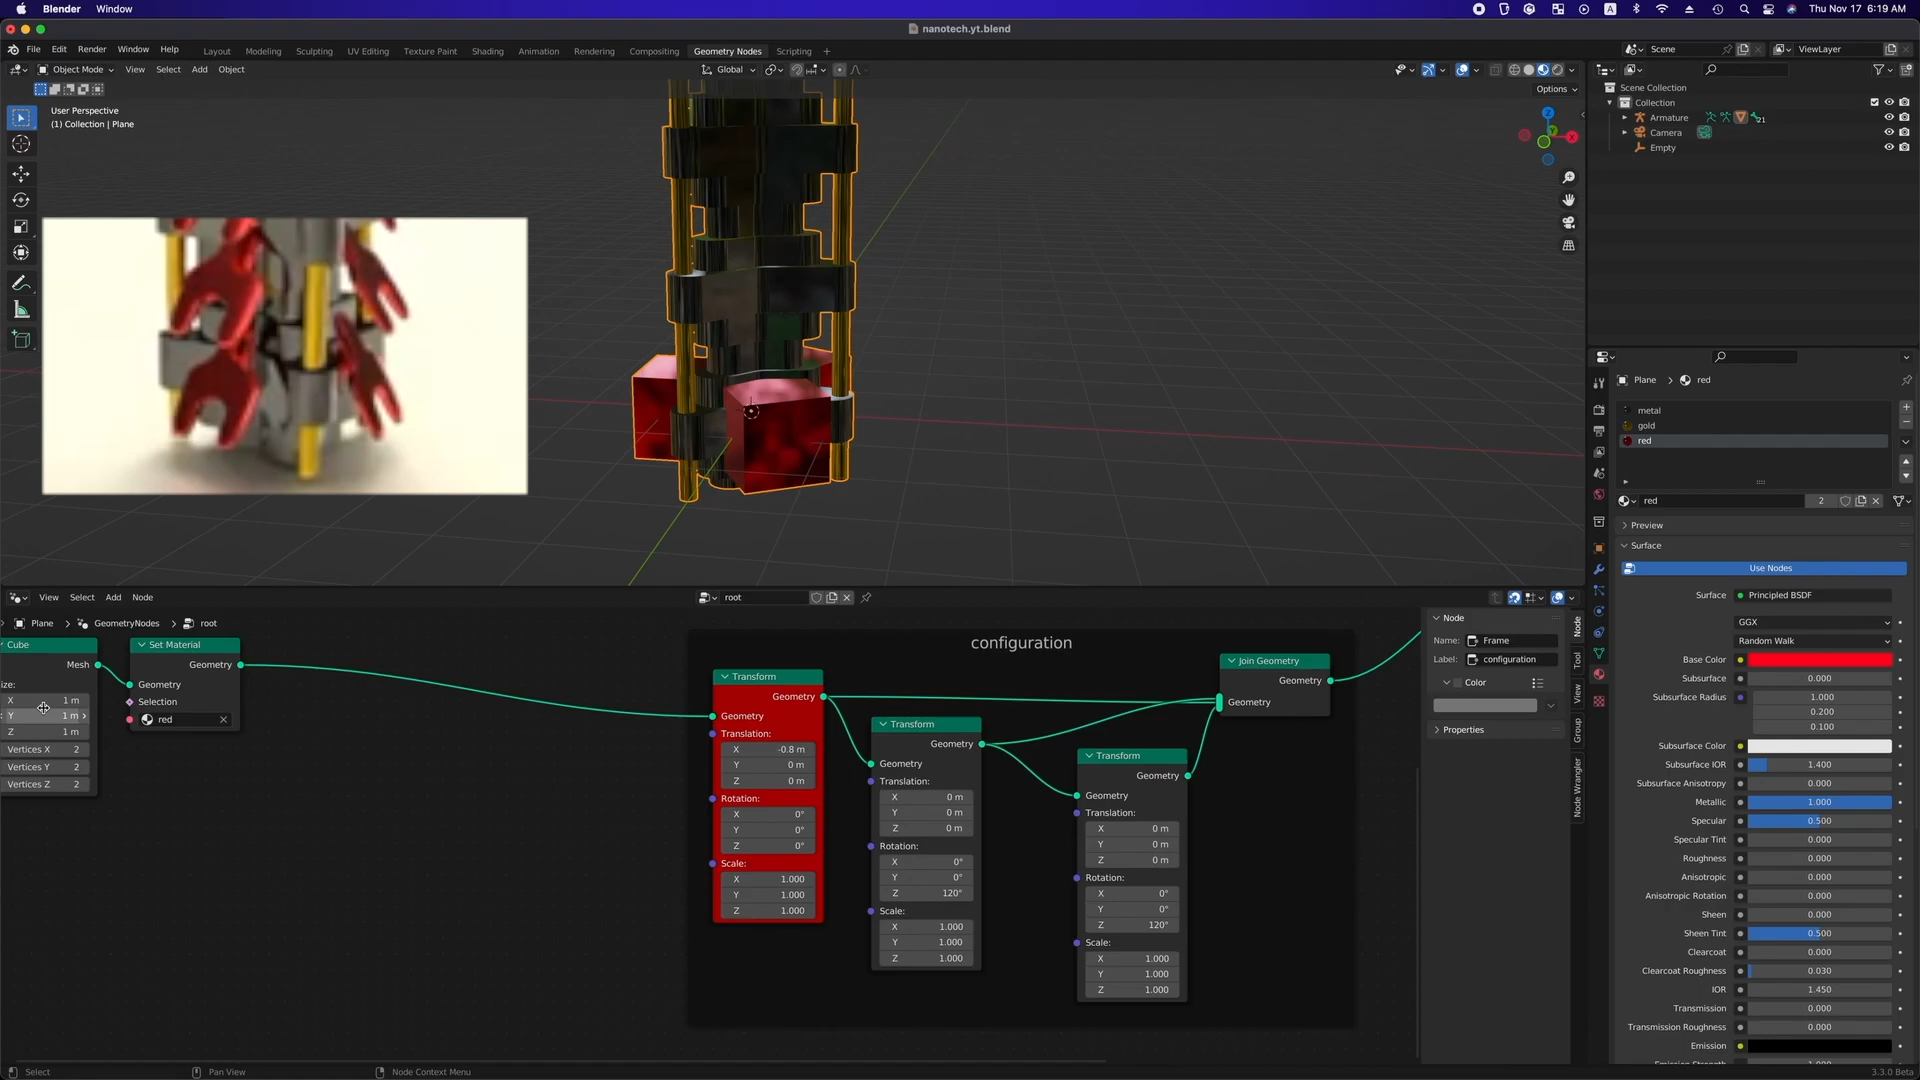 Blender Window A Thu Nov 17 6:19 AM
nanotech.yt.blend
File Edit Render Window Help Layout Modeling Sculpting UV Editing Texture Paint Shading Animation Rendering Compositing Geometry Nodes Scripting + Scene ViewLayer
Object Mode View Select Add Object Global
Options
User Perspective
(1) Collection | Plane
Z
Y
X
Scene Collection
Collection
Armature 21
Camera
Empty
Plane > red
metal
gold
red
red 2
Preview
Surface
Use Nodes
Surface Principled BSDF
GGX
Random Walk
Base Color
Subsurface 0.000
Subsurface Radius 1.000
0.200
0.100
Subsurface Color
Subsurface IOR 1.400
Subsurface Anisotropy 0.000
Metallic 1.000
Specular 0.500
Specular Tint 0.000
Roughness 0.000
Anisotropic 0.000
Anisotropic Rotation 0.000
Sheen 0.000
Sheen Tint 0.500
Clearcoat 0.000
Clearcoat Roughness 0.030
IOR 1.450
Transmission 0.000
Transmission Roughness 0.000
Emission
View Select Add Node root
Plane > GeometryNodes > root
Cube
Mesh
ize:
X 1 m
Y 1 m
Z 1 m
Vertices X 2
Vertices Y 2
Vertices Z 2
Set Material
Geometry
Geometry
Selection
red
configuration
Transform
Geometry
Geometry
Translation:
X -0.8 m
Y 0 m
Z 0 m
Rotation:
X 0°
Y 0°
Z 0°
Scale:
X 1.000
Y 1.000
Z 1.000
Transform
Geometry
Geometry
Translation:
X 0 m
Y 0 m
Z 0 m
Rotation:
X 0°
Y 0°
Z 120°
Scale:
X 1.000
Y 1.000
Z 1.000
Transform
Geometry
Geometry
Translation:
X 0 m
Y 0 m
Z 0 m
Rotation:
X 0°
Y 0°
Z 120°
Scale:
X 1.000
Y 1.000
Z 1.000
Join Geometry
Geometry
Geometry
Node
Name: Frame
Label: configuration
Color
Properties
Node
Tool
View
Group
Node Wrangler
Select Pan View Node Context Menu 3.3.0 Beta